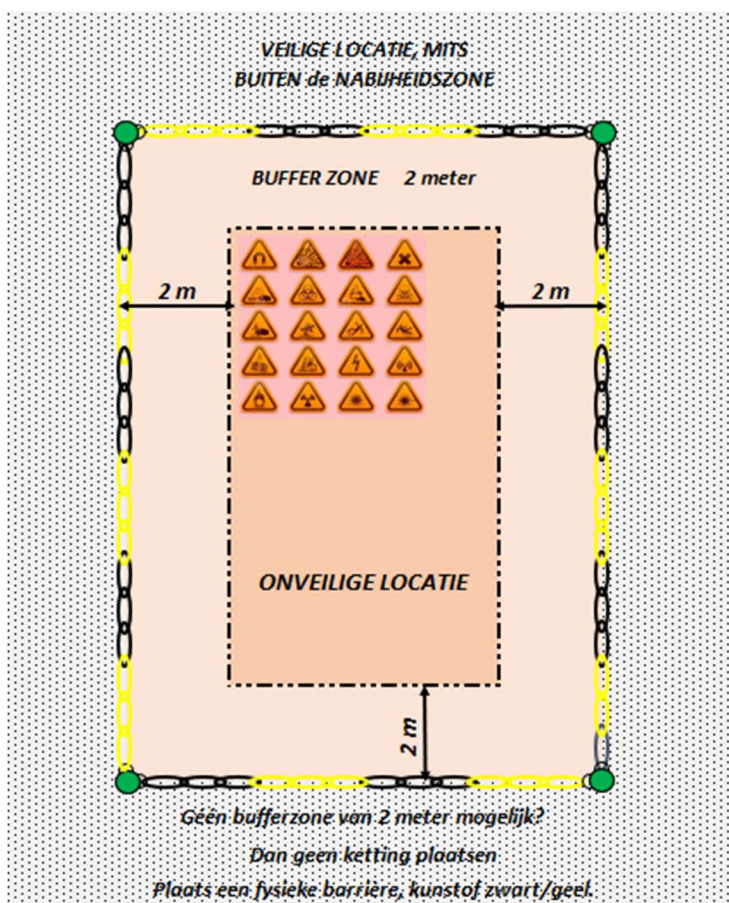 VEILIGE LOCATIE, MITS
BUITEN de NABIJHEIDSZONE
BUFFER ZONE 2 meter
2 m
2 m
ONVEILIGE LOCATIE
2 m
Géén bufferzone van 2 meter mogelijk?
Dan geen ketting plaatsen
Plaats een fysieke barrière, kunstof zwart/geel.